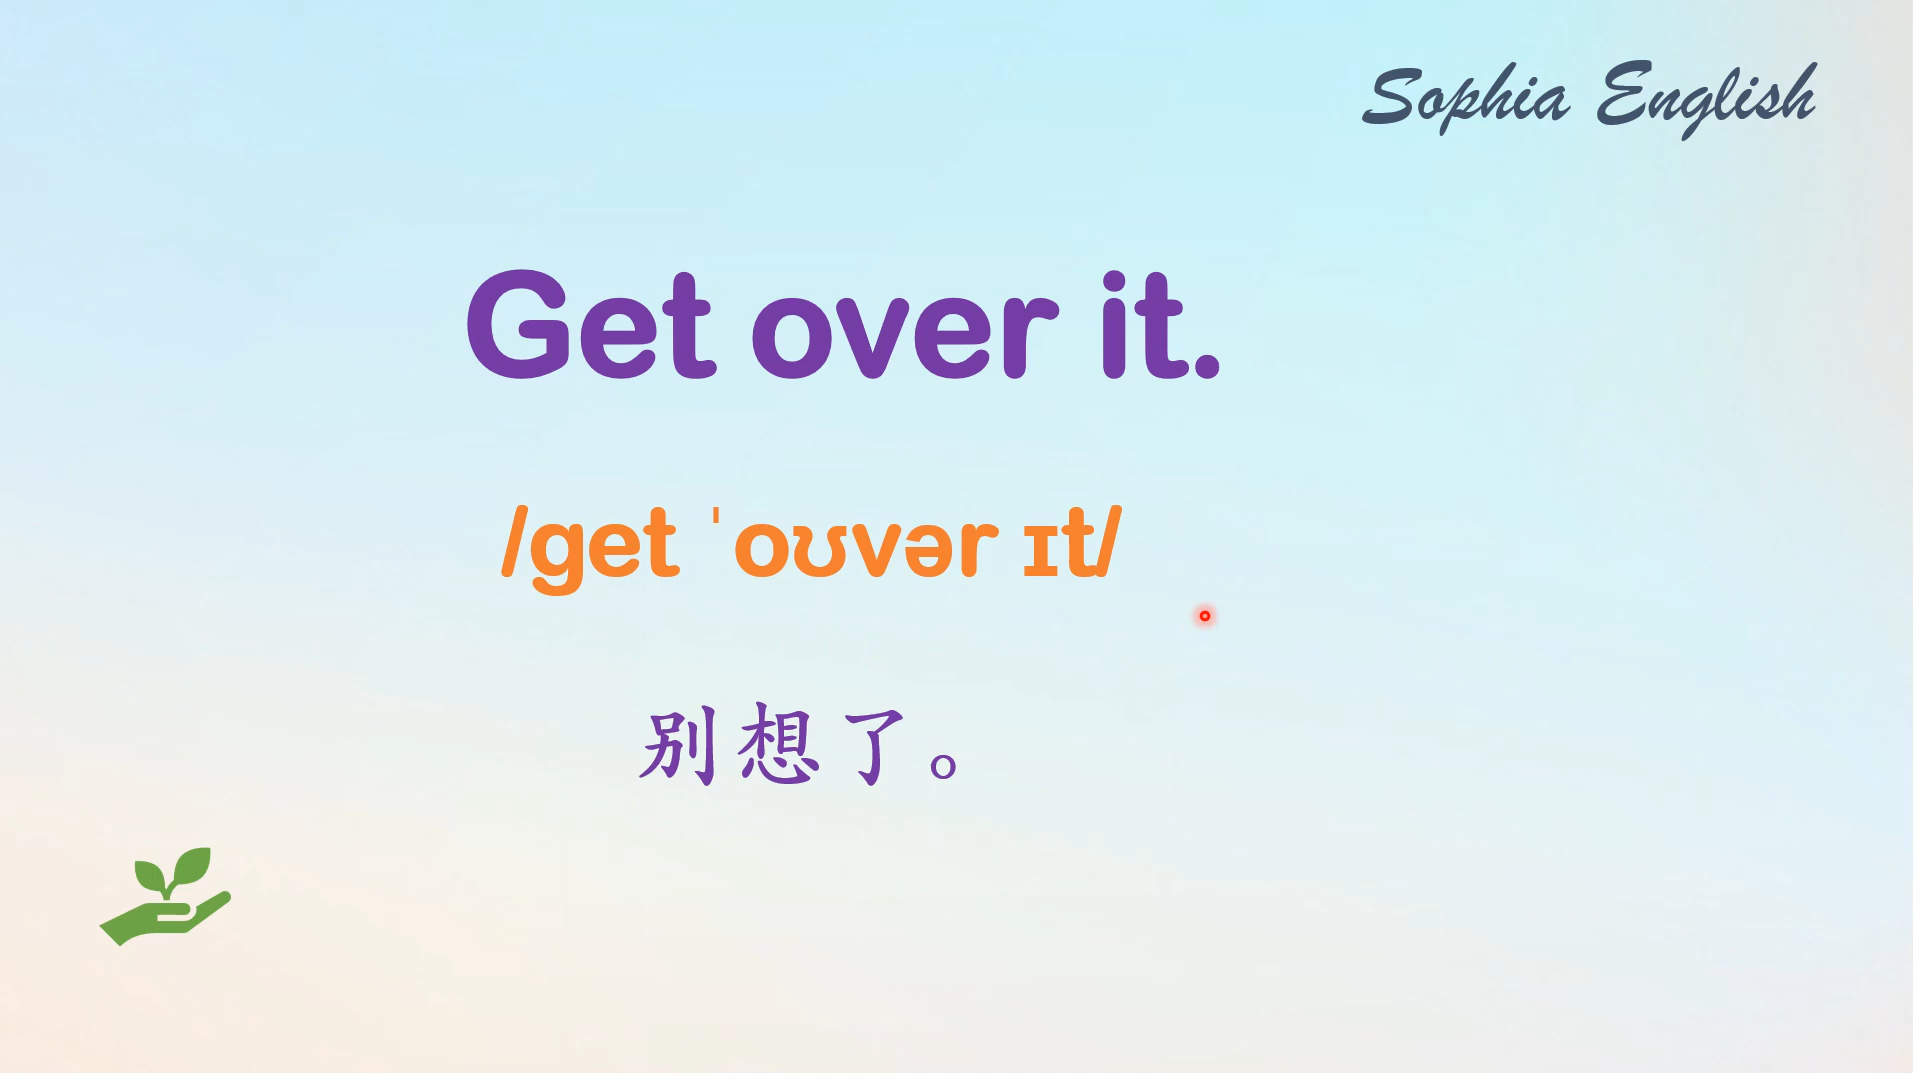 Sophia English
Get over it.
/get ˈoʊvər ɪt/
别想了。